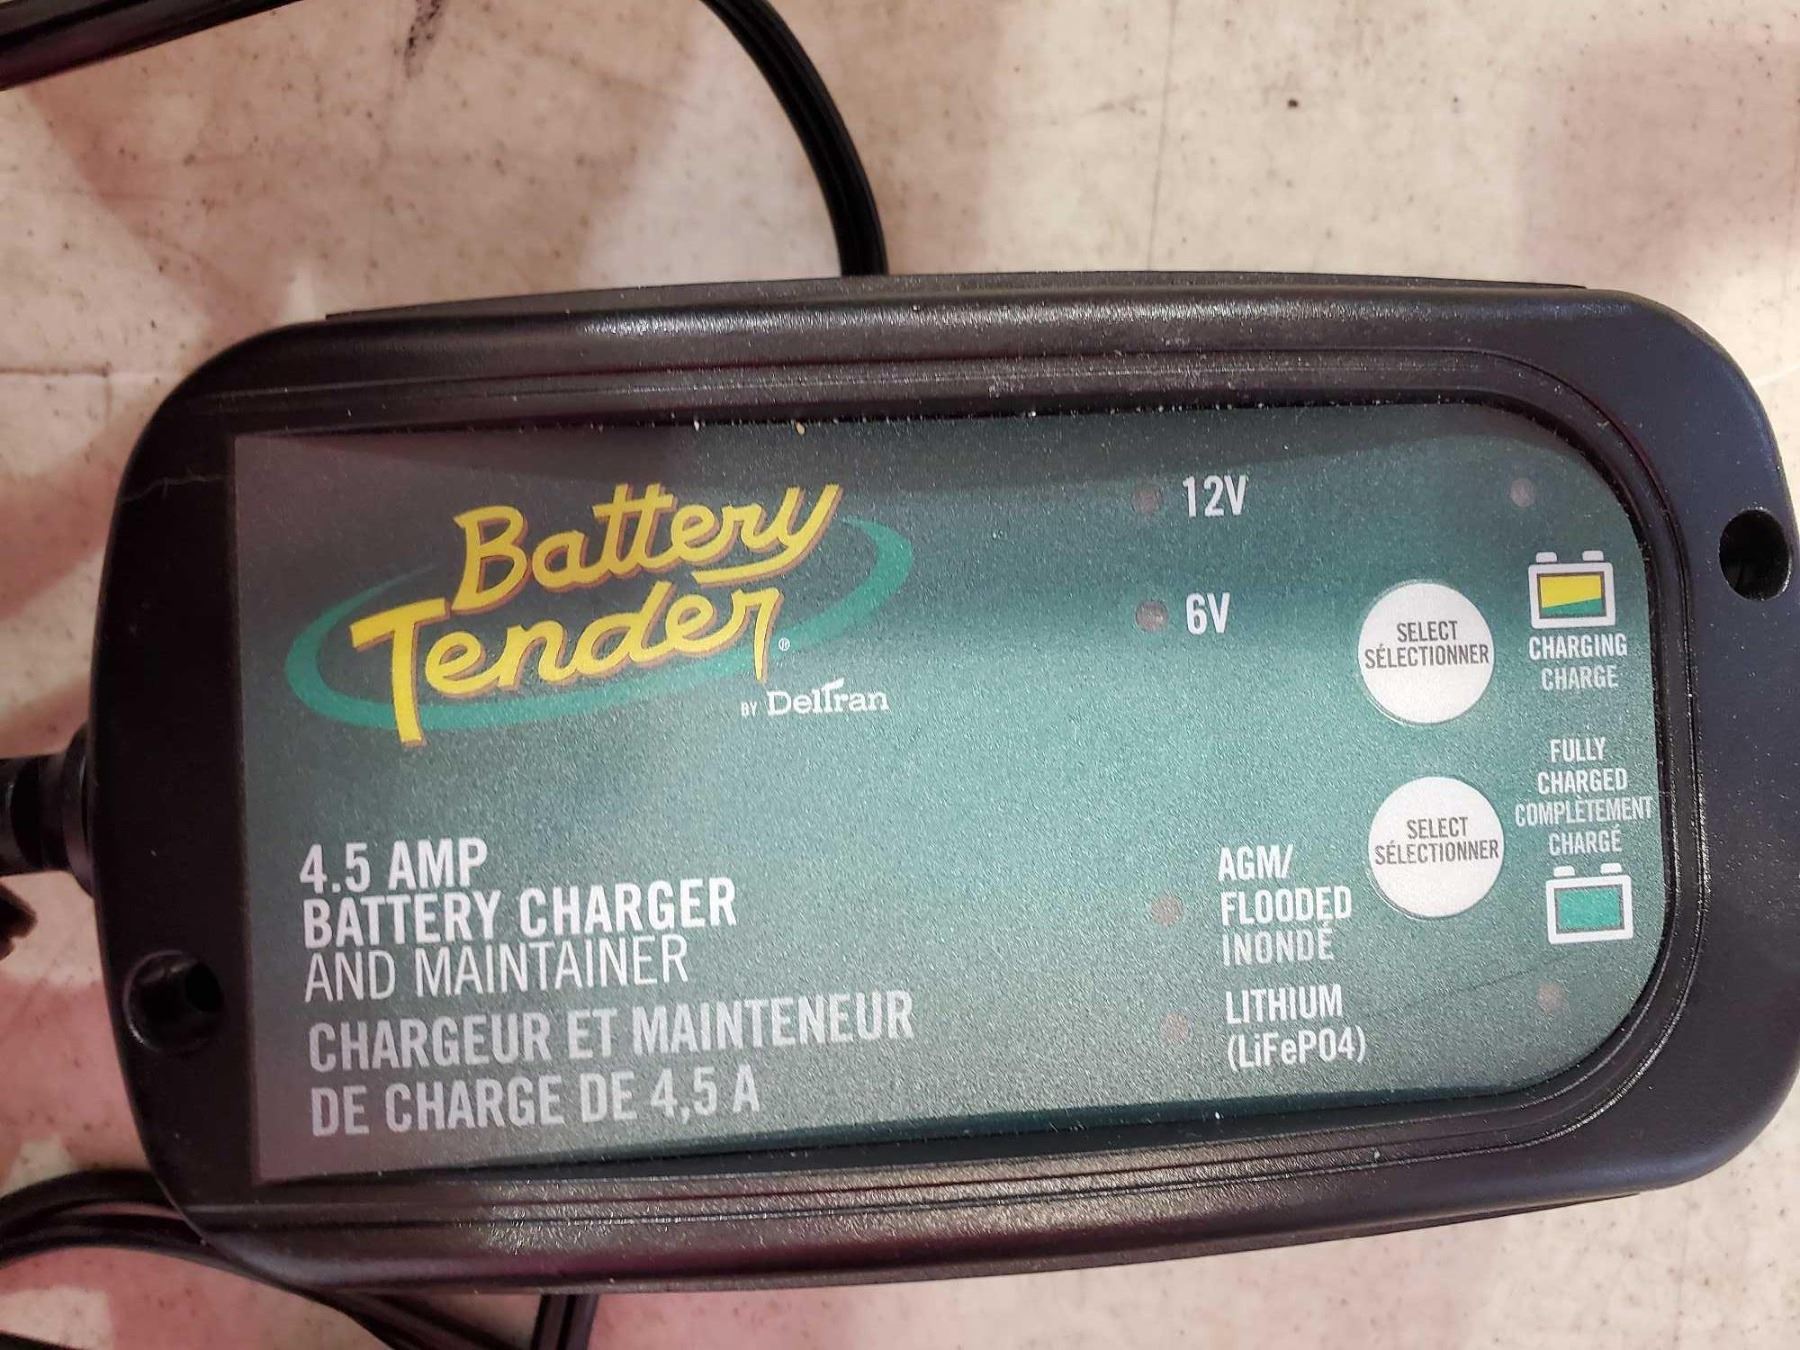 Battery
Tender®
BY Deltran
4.5 AMP
BATTERY CHARGER
AND MAINTAINER
CHARGEUR ET MAINTENEUR
DE CHARGE DE 4,5 A
12V
6V
SELECT
SÉLECTIONNER
CHARGING
CHARGE
FULLY
CHARGED
COMPLÈTEMENT
CHARGÉ
SELECT
SÉLECTIONNER
AGM/
FLOODED
INONDÉ
LITHIUM
(LiFePO4)